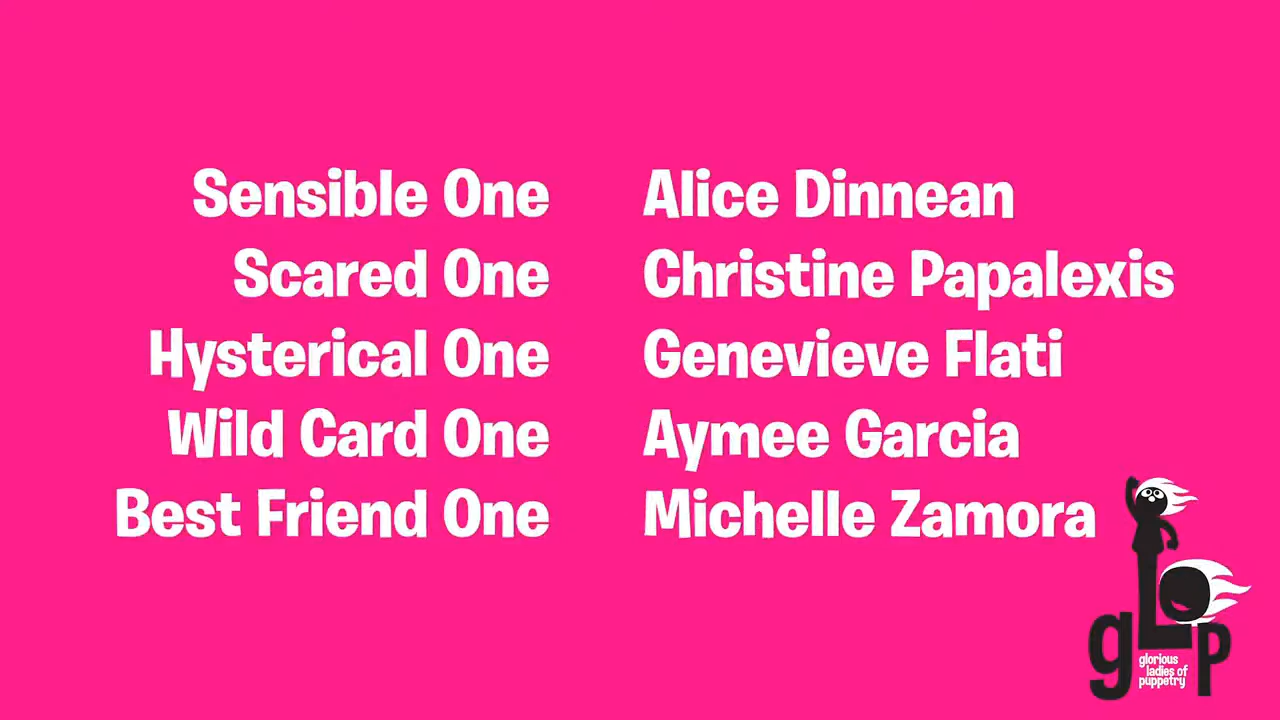 Sensible One Alice Dinnean
Scared One Christine Papalexis
Hysterical One Genevieve Flati
Wild Card One Aymee Garcia
Best Friend One Michelle Zamora
gLOP
glorious
ladies of
puppetry